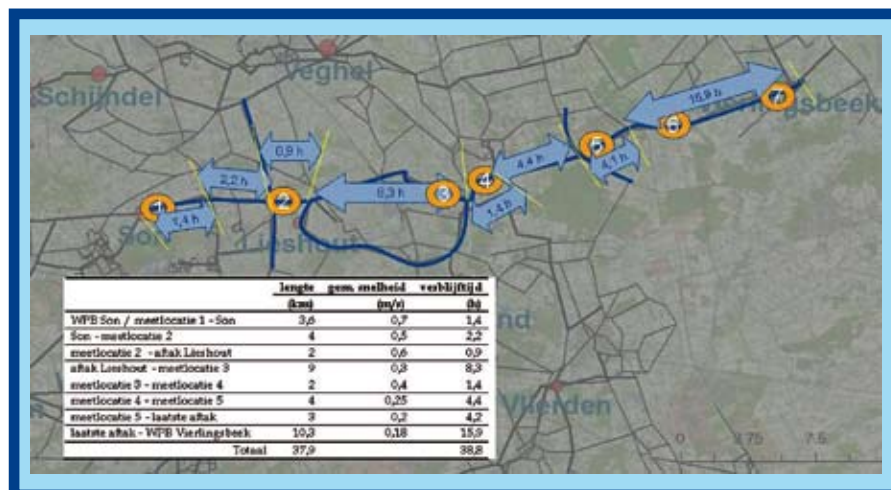 Veghel
Schijndel
Vierlingsbeek
15,9 h
7
6
5
4,1 h
4,4 h
0,9 h
2,2 h
8,3 h
3
4
1,4 h
1
2
1,4 h
Son
Lieshout
lengte gem. snelheid verblijftijd
(km) (m/s) (h)
WPB Son / meetlocatie 1 - Son 3,6 0,7 1,4
Son - meetlocatie 2 4 0,5 2,2
meetlocatie 2 - aftak Lieshout 2 0,6 0,9
aftak Lieshout - meetlocatie 3 9 0,3 8,3
meetlocatie 3 - meetlocatie 4 2 0,4 1,4
meetlocatie 4 - meetlocatie 5 4 0,25 4,4
meetlocatie 5 - laatste aftak 3 0,2 4,2
laatste aftak - WPB Vierlingsbeek 10,3 0,18 15,9
Totaal 37,9 38,8
nd
Vlierden
0 3.75 7.5